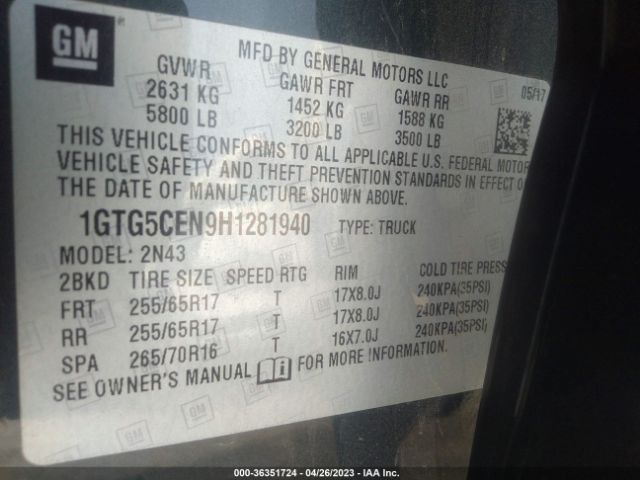 GM
MFD BY GENERAL MOTORS LLC
GVWR GAWR FRT GAWR RR 05/17
2631 KG 1452 KG 1588 KG
5800 LB 3200 LB 3500 LB
THIS VEHICLE CONFORMS TO ALL APPLICABLE U.S. FEDERAL MOTOR
VEHICLE SAFETY AND THEFT PREVENTION STANDARDS IN EFFECT O
THE DATE OF MANUFACTURE SHOWN ABOVE.
1GTG5CEN9H1281940 TYPE: TRUCK
MODEL: 2N43
2BKD TIRE SIZE SPEED RTG RIM COLD TIRE PRESS
FRT 255/65R17 T 17X8.0J 240KPA(35PSI)
RR 255/65R17 T 17X8.0J 240KPA(35PSI)
SPA 265/70R16 T 16X7.0J 240KPA(35PSI)
SEE OWNER'S MANUAL FOR MORE INFORMATION.
000-36351724 - 04/26/2023 - IAA Inc.